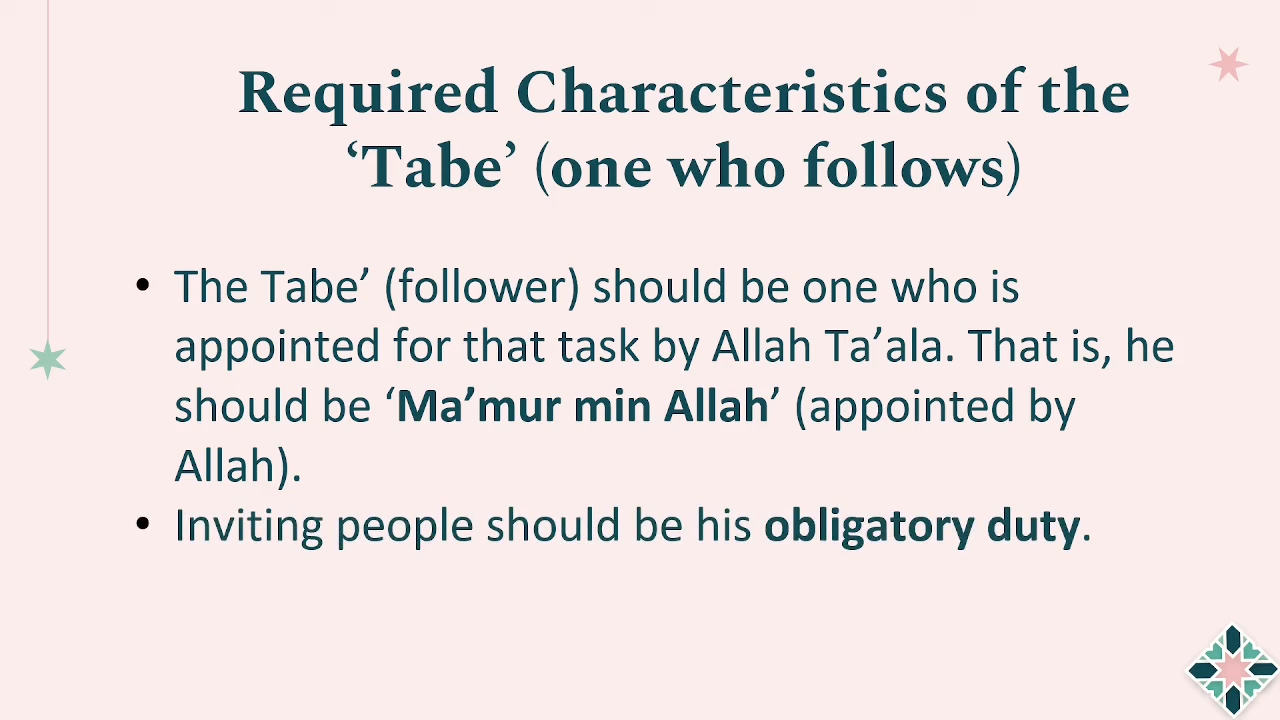 Required Characteristics of the
‘Tabe’ (one who follows)
• The Tabe’ (follower) should be one who is
appointed for that task by Allah Ta’ala. That is, he
should be ‘Ma’mur min Allah’ (appointed by
Allah).
• Inviting people should be his obligatory duty.